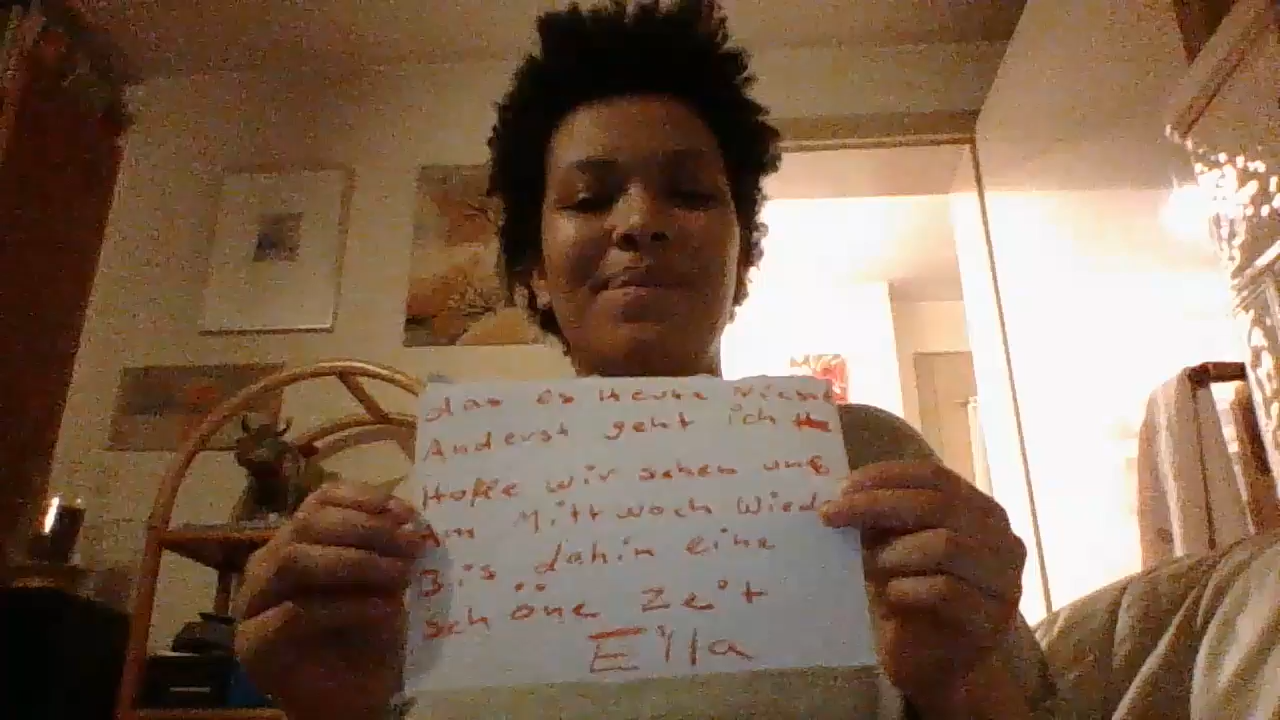 das es Heute Nicht
Anderst geht ich
Hoffe wir sehen uns
Am Mittwoch Wied
Bis dahin eine
schöne Zeit
Ella